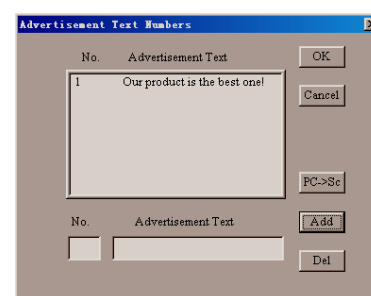 Advertisement Text Numbers
No. Advertisement Text OK
1 Our product is the best one!
Cancel
PC->Sc
No. Advertisement Text Add
Del